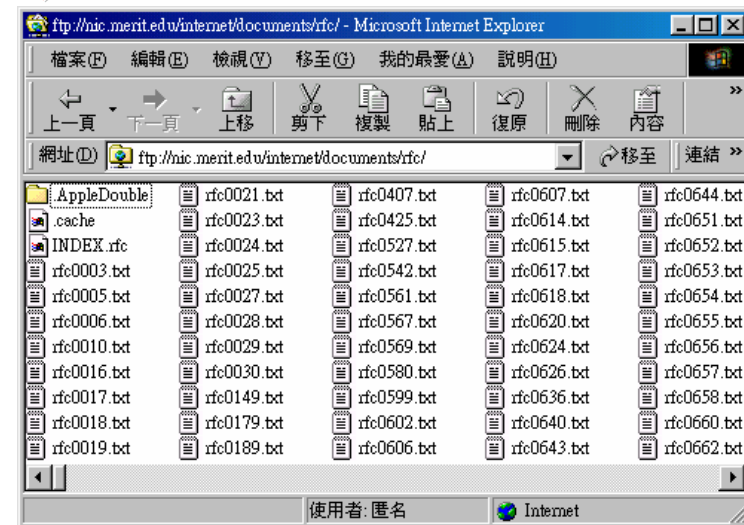 ftp://nic.merit.edu/internet/documents/rfc/ - Microsoft Internet Explorer
檔案(F) 編輯(E) 檢視(V) 移至(G) 我的最愛(A) 說明(H)
上一頁 下一頁 上移 剪下 複製 貼上 復原 刪除 內容 »
網址(D) ftp://nic.merit.edu/internet/documents/rfc/ 移至 連結 »
.AppleDouble rfc0021.txt rfc0407.txt rfc0607.txt rfc0644.txt
.cache rfc0023.txt rfc0425.txt rfc0614.txt rfc0651.txt
INDEX.rfc rfc0024.txt rfc0527.txt rfc0615.txt rfc0652.txt
rfc0003.txt rfc0025.txt rfc0542.txt rfc0617.txt rfc0653.txt
rfc0005.txt rfc0027.txt rfc0561.txt rfc0618.txt rfc0654.txt
rfc0006.txt rfc0028.txt rfc0567.txt rfc0620.txt rfc0655.txt
rfc0010.txt rfc0029.txt rfc0569.txt rfc0624.txt rfc0656.txt
rfc0016.txt rfc0030.txt rfc0580.txt rfc0626.txt rfc0657.txt
rfc0017.txt rfc0149.txt rfc0599.txt rfc0636.txt rfc0658.txt
rfc0018.txt rfc0179.txt rfc0602.txt rfc0640.txt rfc0660.txt
rfc0019.txt rfc0189.txt rfc0606.txt rfc0643.txt rfc0662.txt
使用者: 匿名 Internet